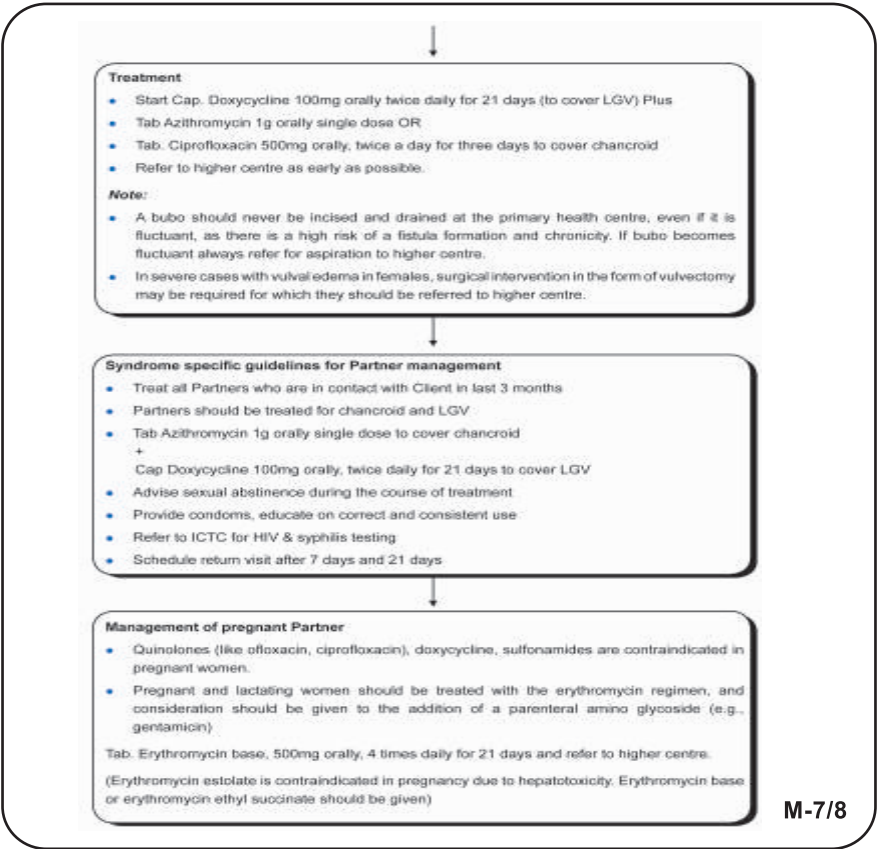 Treatment
• Start Cap. Doxycycline 100mg orally twice daily for 21 days (to cover LGV) Plus
• Tab Azithromycin 1g orally single dose OR
• Tab. Ciprofloxacin 500mg orally, twice a day for three days to cover chancroid
• Refer to higher centre as early as possible.
Note:
• A bubo should never be incised and drained at the primary health centre, even if it is
fluctuant, as there is a high risk of a fistula formation and chronicity. If bubo becomes
fluctuant always refer for aspiration to higher centre.
• In severe cases with vulval edema in females, surgical intervention in the form of vulvectomy
may be required for which they should be referred to higher centre.
Syndrome specific guidelines for Partner management
• Treat all Partners who are in contact with Client in last 3 months
• Partners should be treated for chancroid and LGV
• Tab Azithromycin 1g orally single dose to cover chancroid
+
Cap Doxycycline 100mg orally, twice daily for 21 days to cover LGV
• Advise sexual abstinence during the course of treatment
• Provide condoms, educate on correct and consistent use
• Refer to ICTC for HIV & syphilis testing
• Schedule return visit after 7 days and 21 days
Management of pregnant Partner
• Quinolones (like ofloxacin, ciprofloxacin), doxycycline, sulfonamides are contraindicated in
pregnant women.
• Pregnant and lactating women should be treated with the erythromycin regimen, and
consideration should be given to the addition of a parenteral amino glycoside (e.g.,
gentamicin)
Tab. Erythromycin base, 500mg orally, 4 times daily for 21 days and refer to higher centre.
(Erythromycin estolate is contraindicated in pregnancy due to hepatotoxicity. Erythromycin base
or erythromycin ethyl succinate should be given)
M-7/8